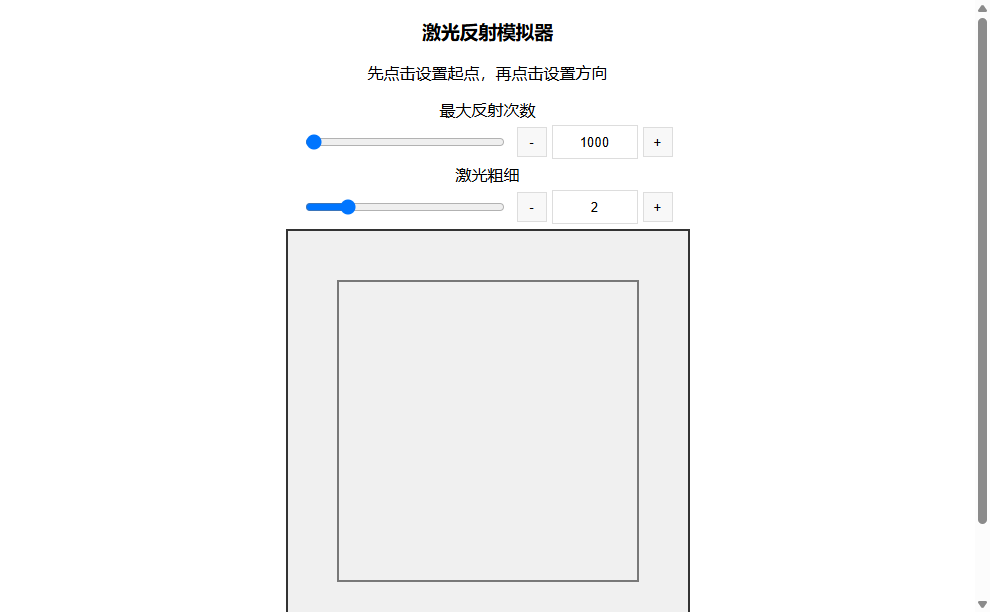 激光反射模拟器
先点击设置起点，再点击设置方向
最大反射次数
- 1000 +
激光粗细
- 2 +